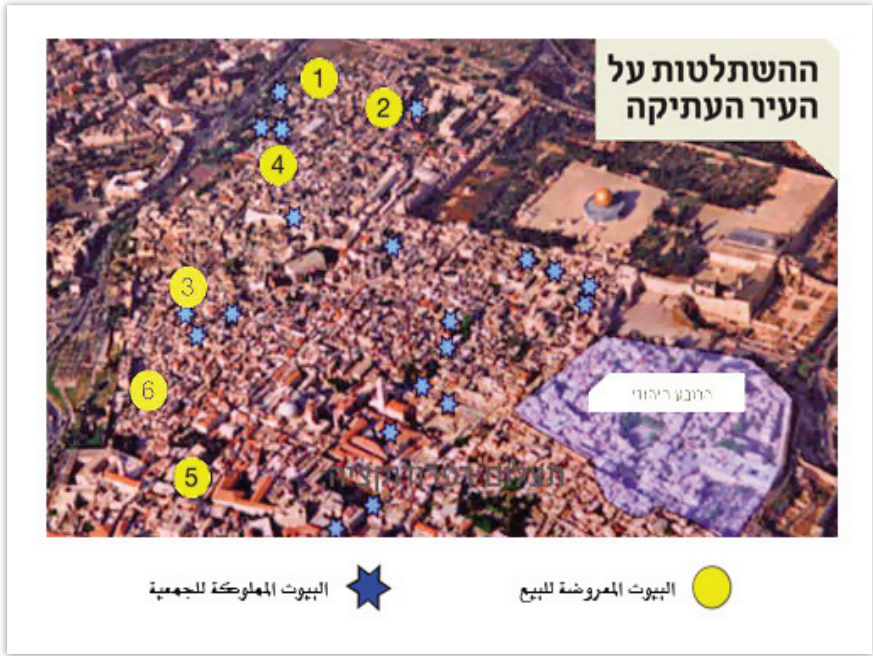 ההשתלטות על
העיר העתיקה
1
2
4
3
6
5
הרובע היהודי
البيوت المعروضة للبيع
البيوت المملوكة للجمعية